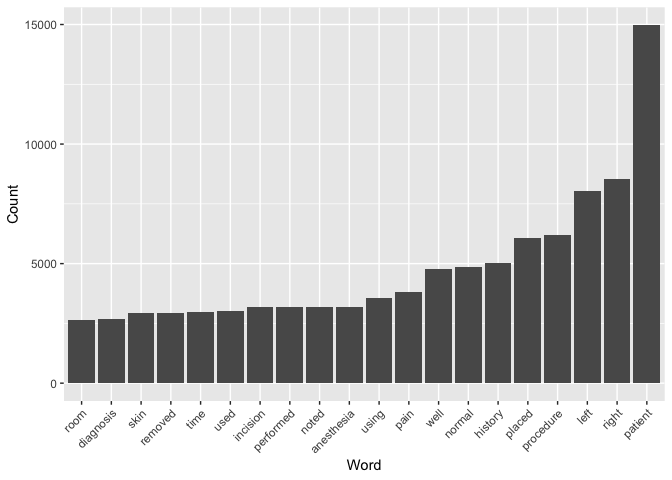 15000
10000
5000
0
Count
room
diagnosis
skin
removed
time
used
incision
performed
noted
anesthesia
using
pain
well
normal
history
placed
procedure
left
right
patient
Word